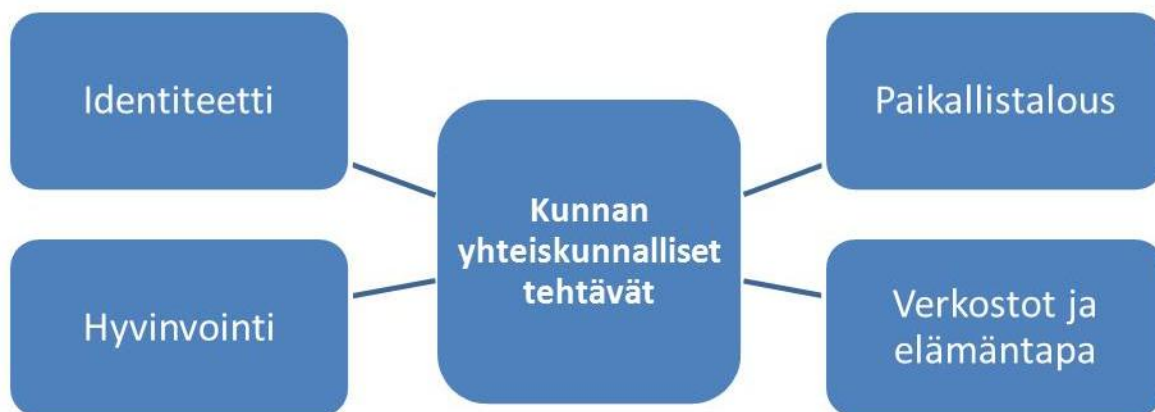 Identiteetti
Paikallistalous
Kunnan
yhteiskunnalliset
tehtävät
Hyvinvointi
Verkostot ja
elämäntapa